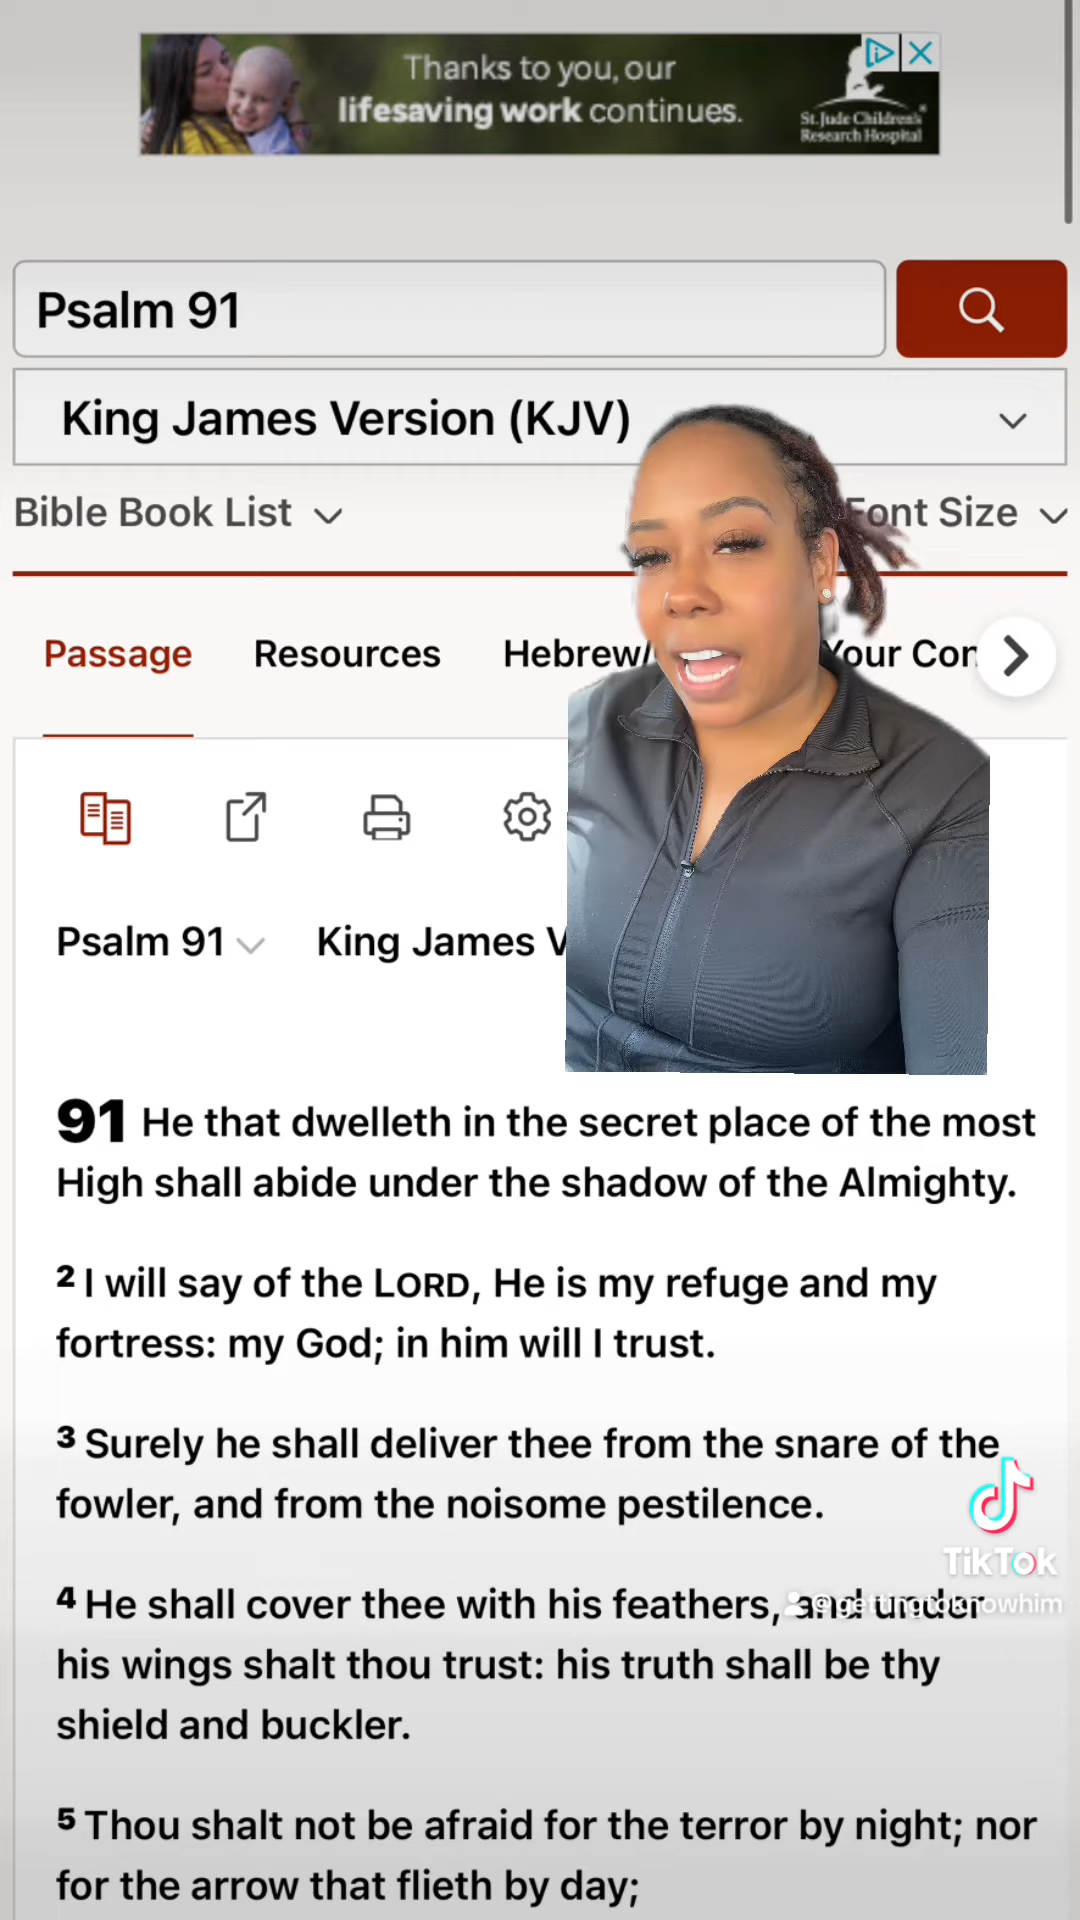 Thanks to you, our
lifesaving work continues.
St. Jude Children's
Research Hospital
Psalm 91
King James Version (KJV)
Bible Book List
Font Size
Passage Resources Hebrew/ Your Con
Psalm 91 King James V
91 He that dwelleth in the secret place of the most
High shall abide under the shadow of the Almighty.
2 I will say of the LORD, He is my refuge and my
fortress: my God; in him will I trust.
3 Surely he shall deliver thee from the snare of the
fowler, and from the noisome pestilence.
TikTok
4 He shall cover thee with his feathers, and under
@gettingtoknowhim
his wings shalt thou trust: his truth shall be thy
shield and buckler.
5 Thou shalt not be afraid for the terror by night; nor
for the arrow that flieth by day;